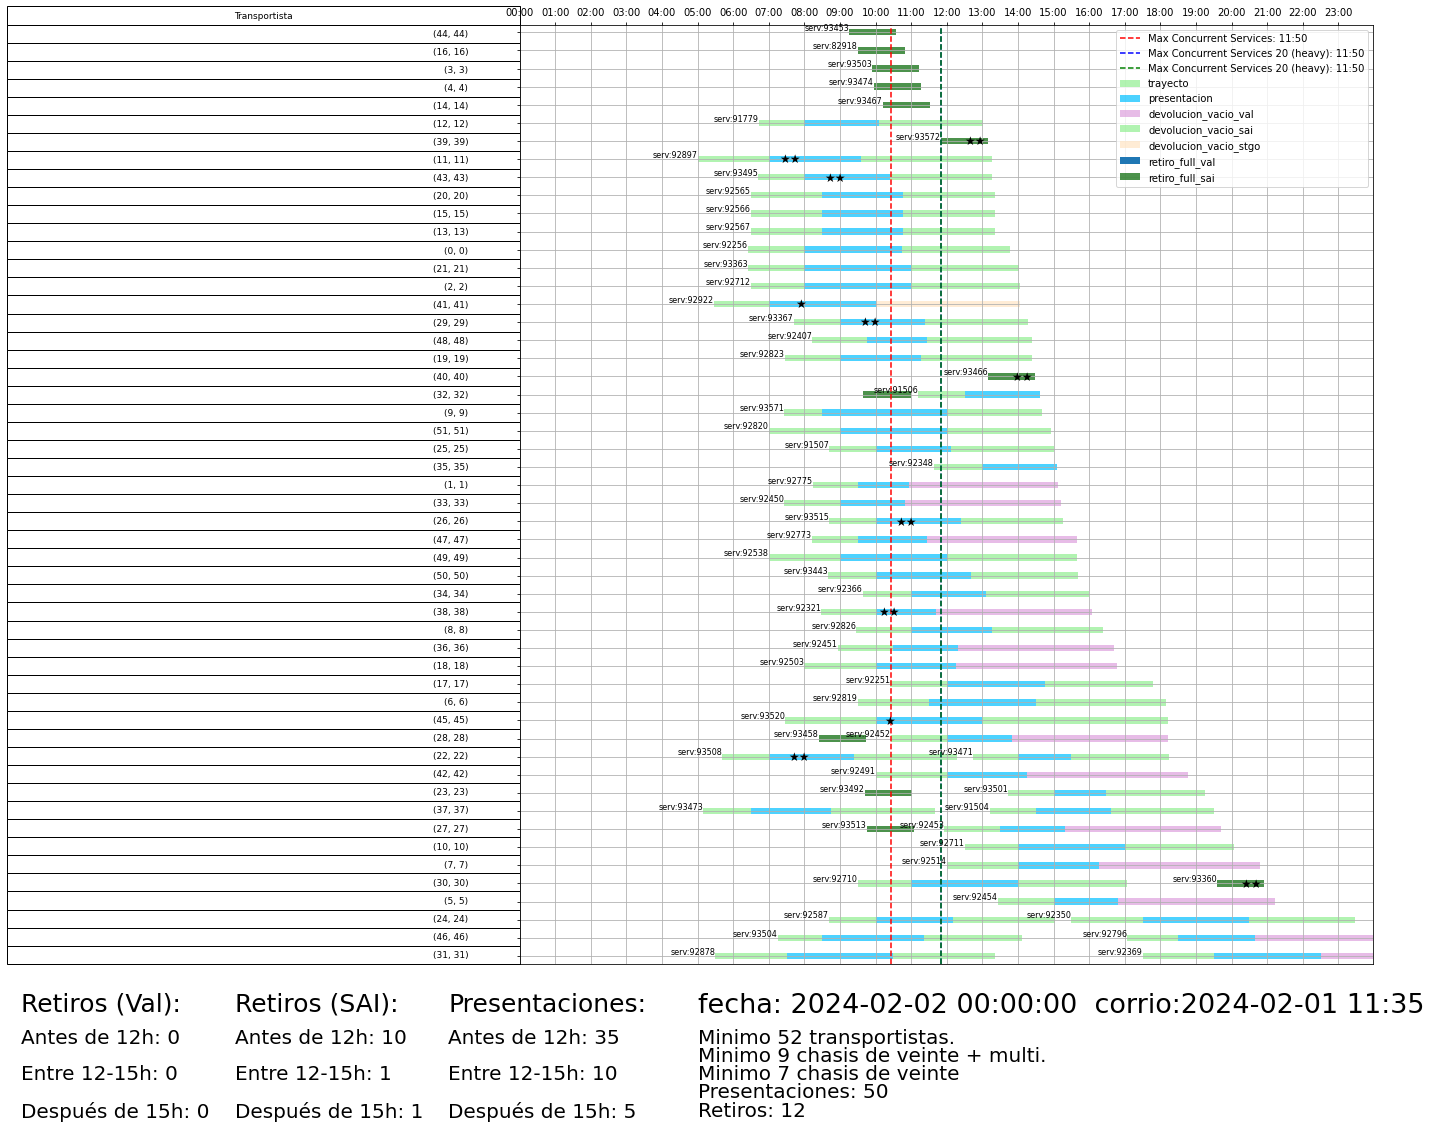 Transportista
00:00 01:00 02:00 03:00 04:00 05:00 06:00 07:00 08:00 09:00 10:00 11:00 12:00 13:00 14:00 15:00 16:00 17:00 18:00 19:00 20:00 21:00 22:00 23:00
(44, 44) serv:93453
(16, 16) serv:82918
(3, 3) serv:93503
(4, 4) serv:93474
(14, 14) serv:93467
(12, 12) serv:91779
(39, 39) serv:93572
(11, 11) serv:92897
(43, 43) serv:93495
(20, 20) serv:92565
(15, 15) serv:92566
(13, 13) serv:92567
(0, 0) serv:92256
(21, 21) serv:93363
(2, 2) serv:92712
(41, 41) serv:92922
(29, 29) serv:93367
(48, 48) serv:92407
(19, 19) serv:92823
(40, 40) serv:93466
(32, 32) serv:91506
(9, 9) serv:93571
(51, 51) serv:92820
(25, 25) serv:91507
(35, 35) serv:92348
(1, 1) serv:92775
(33, 33) serv:92450
(26, 26) serv:93515
(47, 47) serv:92773
(49, 49) serv:92538
(50, 50) serv:93443
(34, 34) serv:92366
(38, 38) serv:92321
(8, 8) serv:92826
(36, 36) serv:92451
(18, 18) serv:92503
(17, 17) serv:92251
(6, 6) serv:92819
(45, 45) serv:93520
(28, 28) serv:93458 serv:92452
(22, 22) serv:93508 serv:93471
(42, 42) serv:92491
(23, 23) serv:93492 serv:93501
(37, 37) serv:93473 serv:91504
(27, 27) serv:93513 serv:92453
(10, 10) serv:92711
(7, 7) serv:92514
(30, 30) serv:92710 serv:93360
(5, 5) serv:92454
(24, 24) serv:92587 serv:92350
(46, 46) serv:93504 serv:92796
(31, 31) serv:92878 serv:92369
Max Concurrent Services: 11:50
Max Concurrent Services 20 (heavy): 11:50
Max Concurrent Services 20 (heavy): 11:50
trayecto
presentacion
devolucion_vacio_val
devolucion_vacio_sai
devolucion_vacio_stgo
retiro_full_val
retiro_full_sai
Retiros (Val):
Antes de 12h: 0
Entre 12-15h: 0
Después de 15h: 0
Retiros (SAI):
Antes de 12h: 10
Entre 12-15h: 1
Después de 15h: 1
Presentaciones:
Antes de 12h: 35
Entre 12-15h: 10
Después de 15h: 5
fecha: 2024-02-02 00:00:00 corrio:2024-02-01 11:35
Minimo 52 transportistas.
Minimo 9 chasis de veinte + multi.
Minimo 7 chasis de veinte
Presentaciones: 50
Retiros: 12